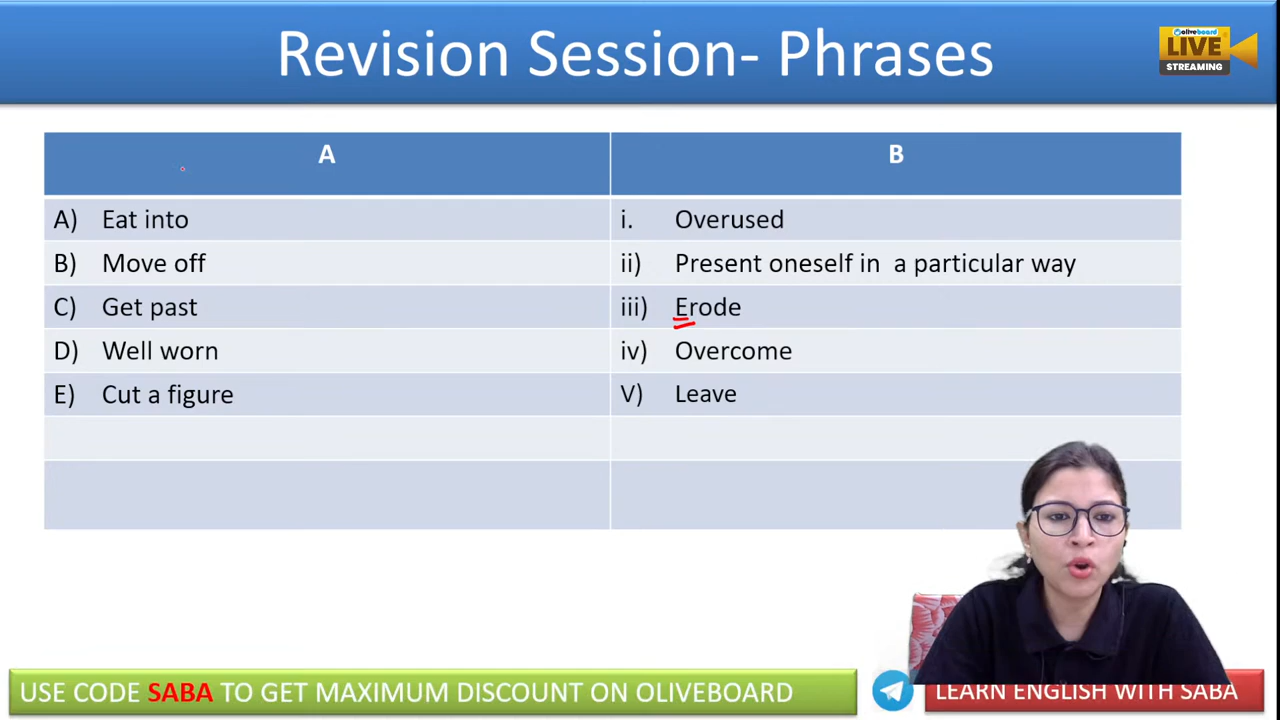 Revision Session- Phrases
oliveboard
LIVE
STREAMING
A B
A) Eat into i. Overused
B) Move off ii) Present oneself in a particular way
C) Get past iii) Erode
D) Well worn iv) Overcome
E) Cut a figure V) Leave
USE CODE SABA TO GET MAXIMUM DISCOUNT ON OLIVEBOARD
LEARN ENGLISH WITH SABA